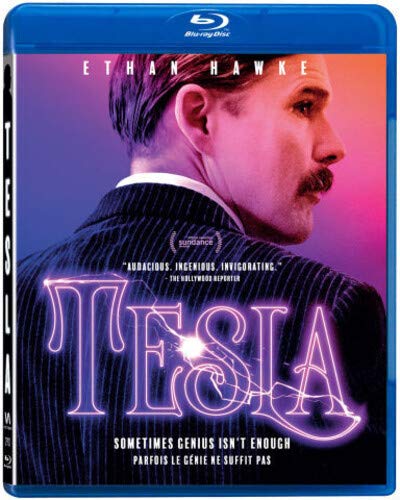 Blu-ray Disc
ETHAN HAWKE
TESLA
sundance
"AUDACIOUS. INGENIOUS. INVIGORATING."
THE HOLLYWOOD REPORTER
TESLA
SOMETIMES GENIUS ISN'T ENOUGH
PARFOIS LE GÉNIE NE SUFFIT PAS